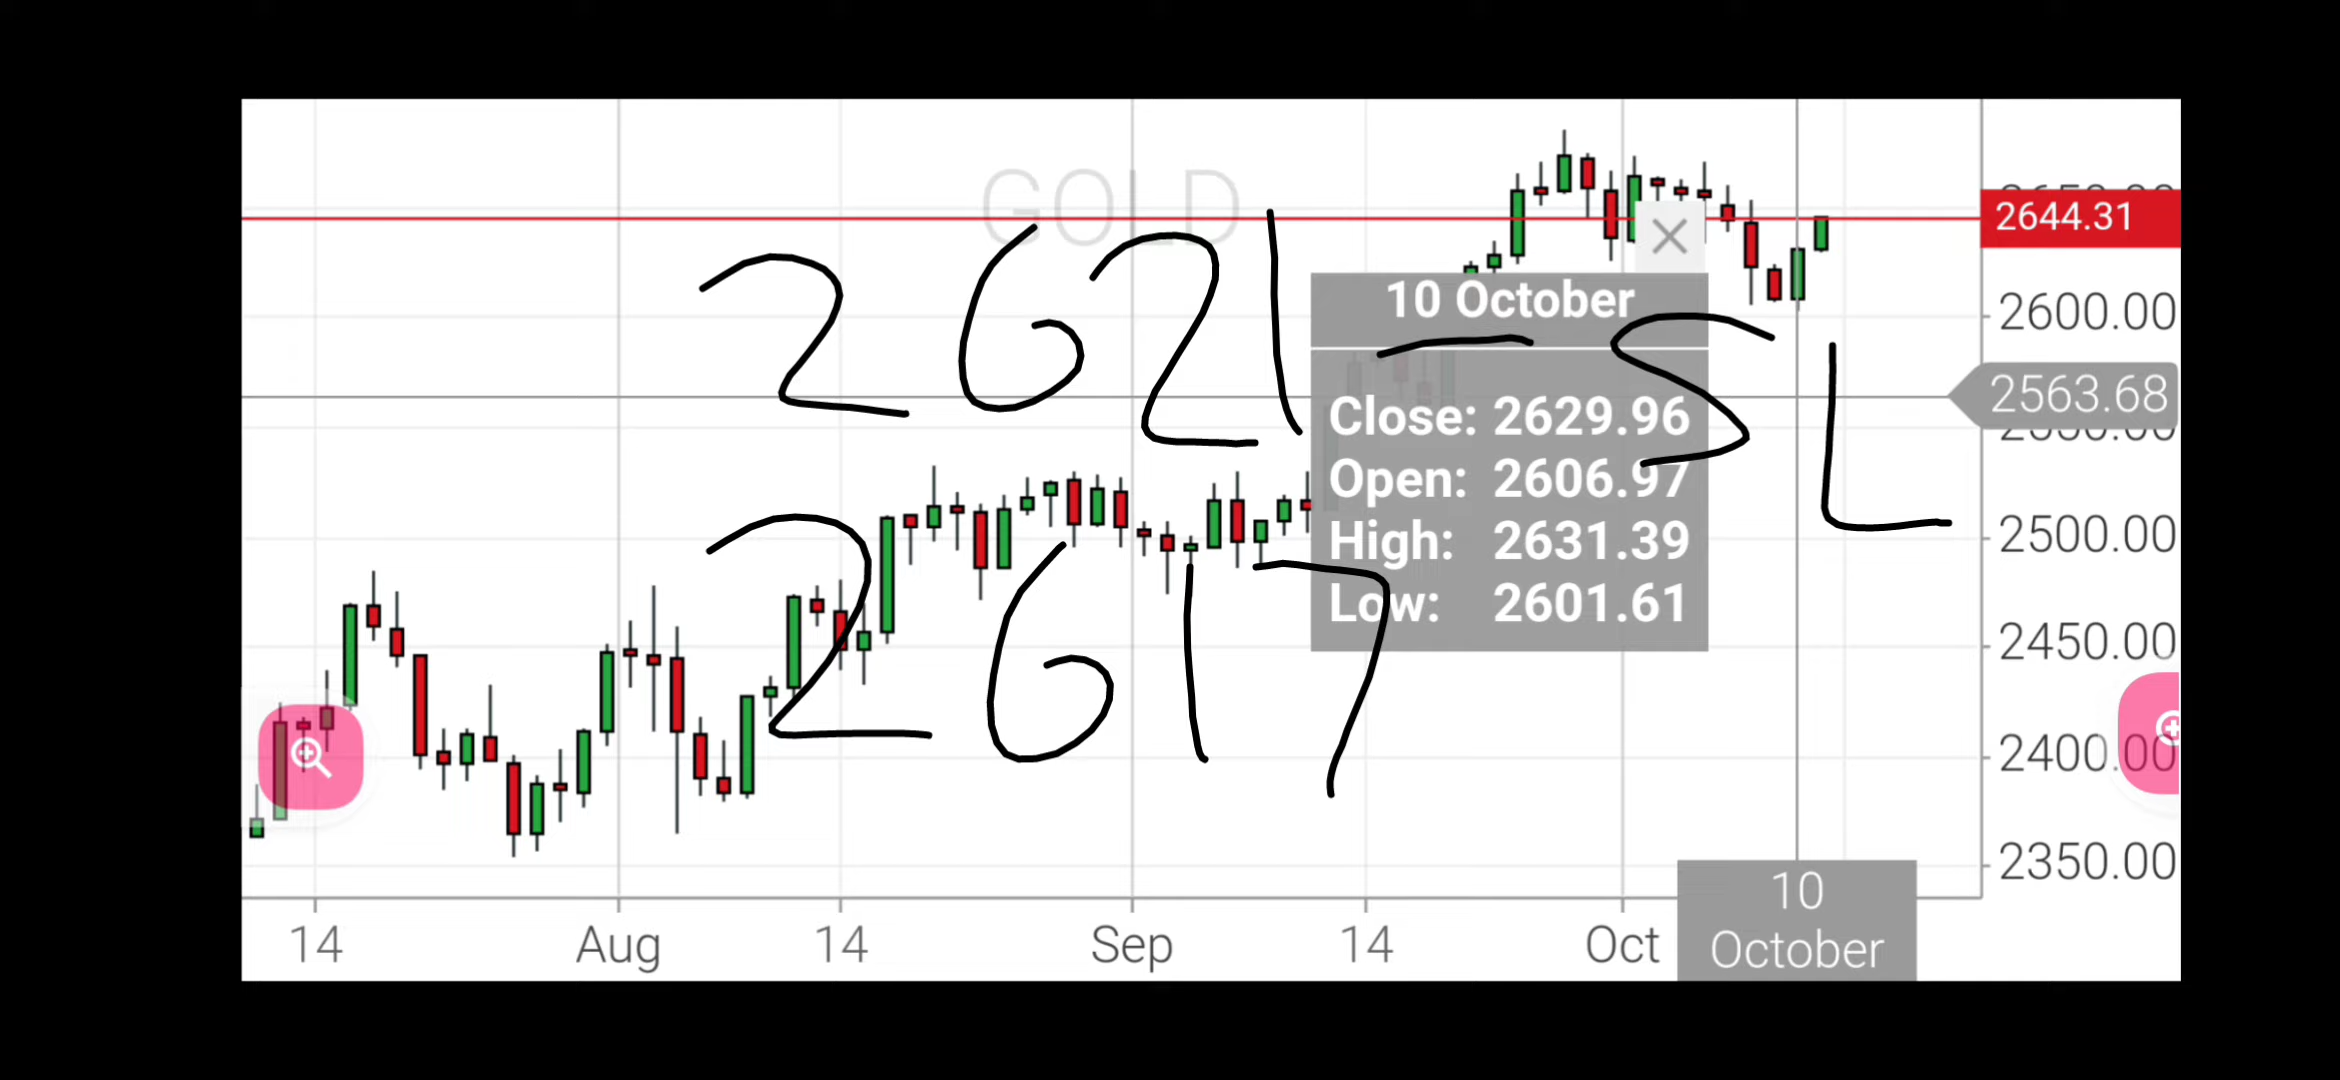 GOLD
2650.00
2644.31
2621 - SL
10 October
2600.00
2563.68
Close: 2629.96
Open: 2606.97
High: 2631.39
Low: 2601.61
2500.00
2617
2450.00
2400.00
2350.00
14 Aug 14 Sep 14 Oct
10
October